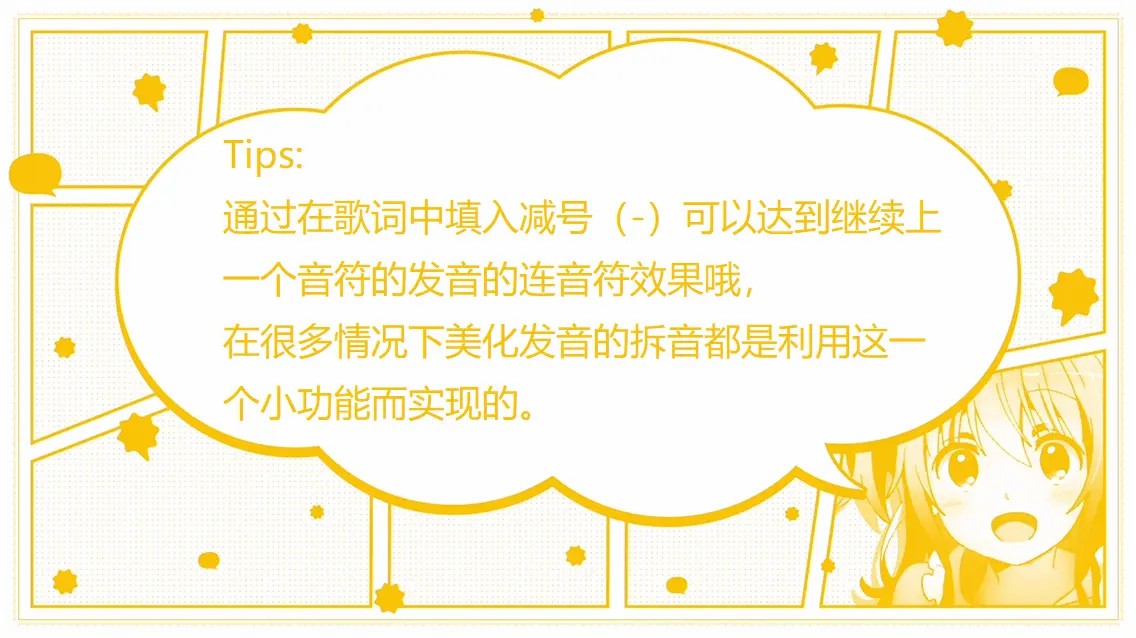 Tips:
通过在歌词中填入减号（-）可以达到继续上
一个音符的发音的连音符效果哦，
在很多情况下美化发音的拆音都是利用这一
个小功能而实现的。